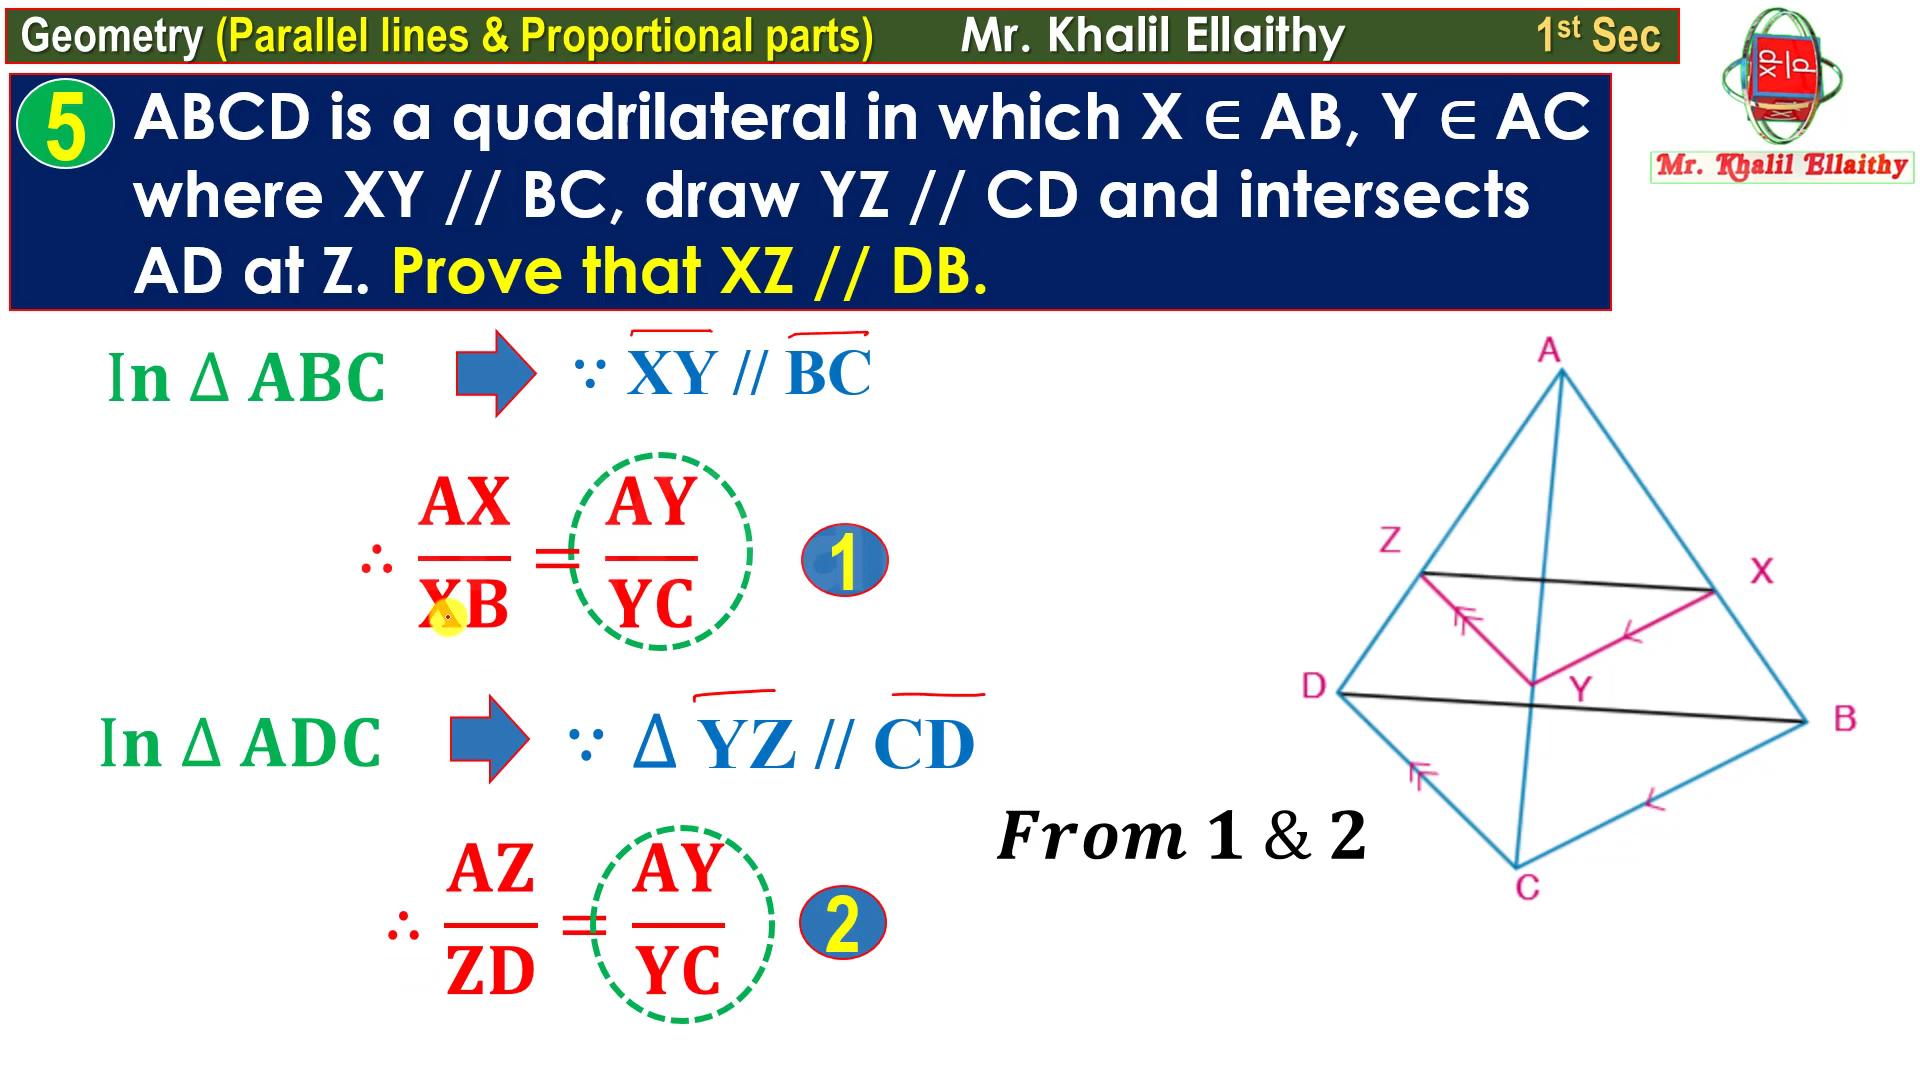 Geometry (Parallel lines & Proportional parts) Mr. Khalil Ellaithy 1st Sec
d
dx
Mr. Khalil Ellaithy
5 ABCD is a quadrilateral in which X ∈ AB, Y ∈ AC
where XY // BC, draw YZ // CD and intersects
AD at Z. Prove that XZ // DB.
In Δ ABC ∵ XY // BC
∴ AX/XB = AY/YC 1
In Δ ADC ∵ Δ YZ // CD
∴ AZ/ZD = AY/YC 2
From 1 & 2
A
Z
X
D
Y
B
C